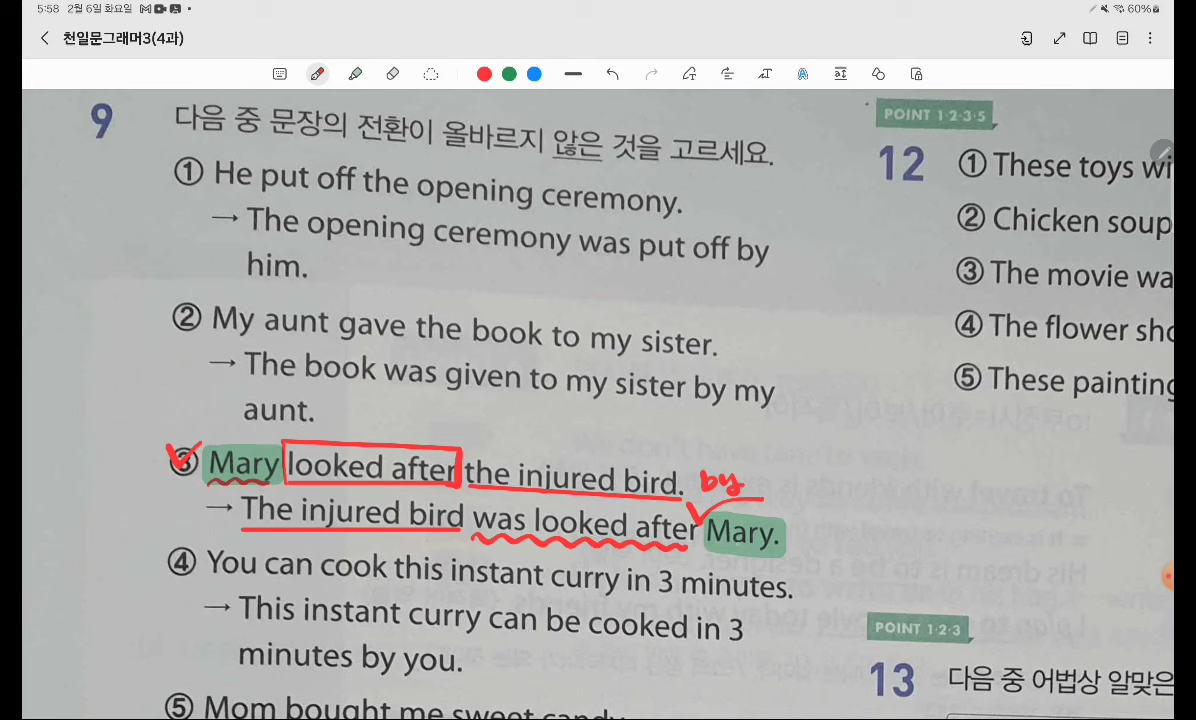 5:58 2월 6일 화요일
60%
천일문그래머3(4과)
9 다음 중 문장의 전환이 올바르지 않은 것을 고르세요.
① He put off the opening ceremony.
→ The opening ceremony was put off by
him.
② My aunt gave the book to my sister.
→ The book was given to my sister by my
aunt.
③ Mary looked after the injured bird.
by
→ The injured bird was looked after Mary.
④ You can cook this instant curry in 3 minutes.
→ This instant curry can be cooked in 3
minutes by you.
⑤ Mom bought me sweet candy
POINT 1·2·3·5
12 ① These toys wi
② Chicken soup
③ The movie wa
④ The flower sho
⑤ These painting
POINT 1·2·3
13 다음 중 어법상 알맞은